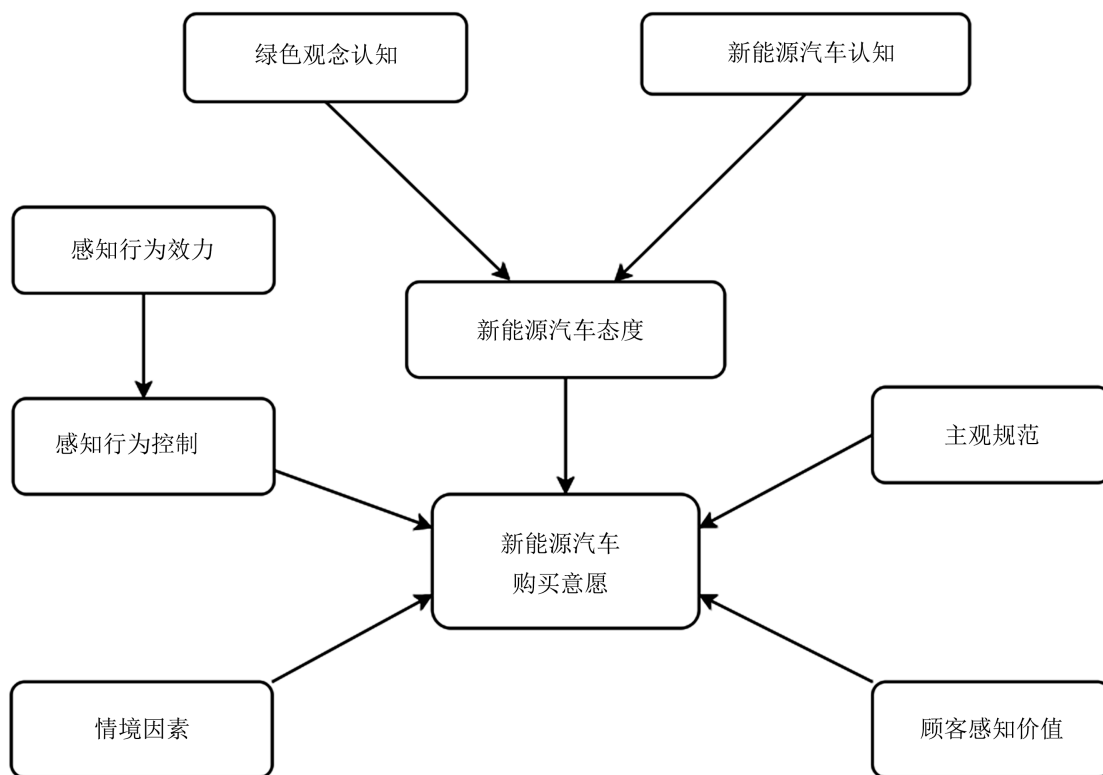 绿色观念认知
新能源汽车认知
感知行为效力
新能源汽车态度
感知行为控制
主观规范
新能源汽车
购买意愿
情境因素
顾客感知价值